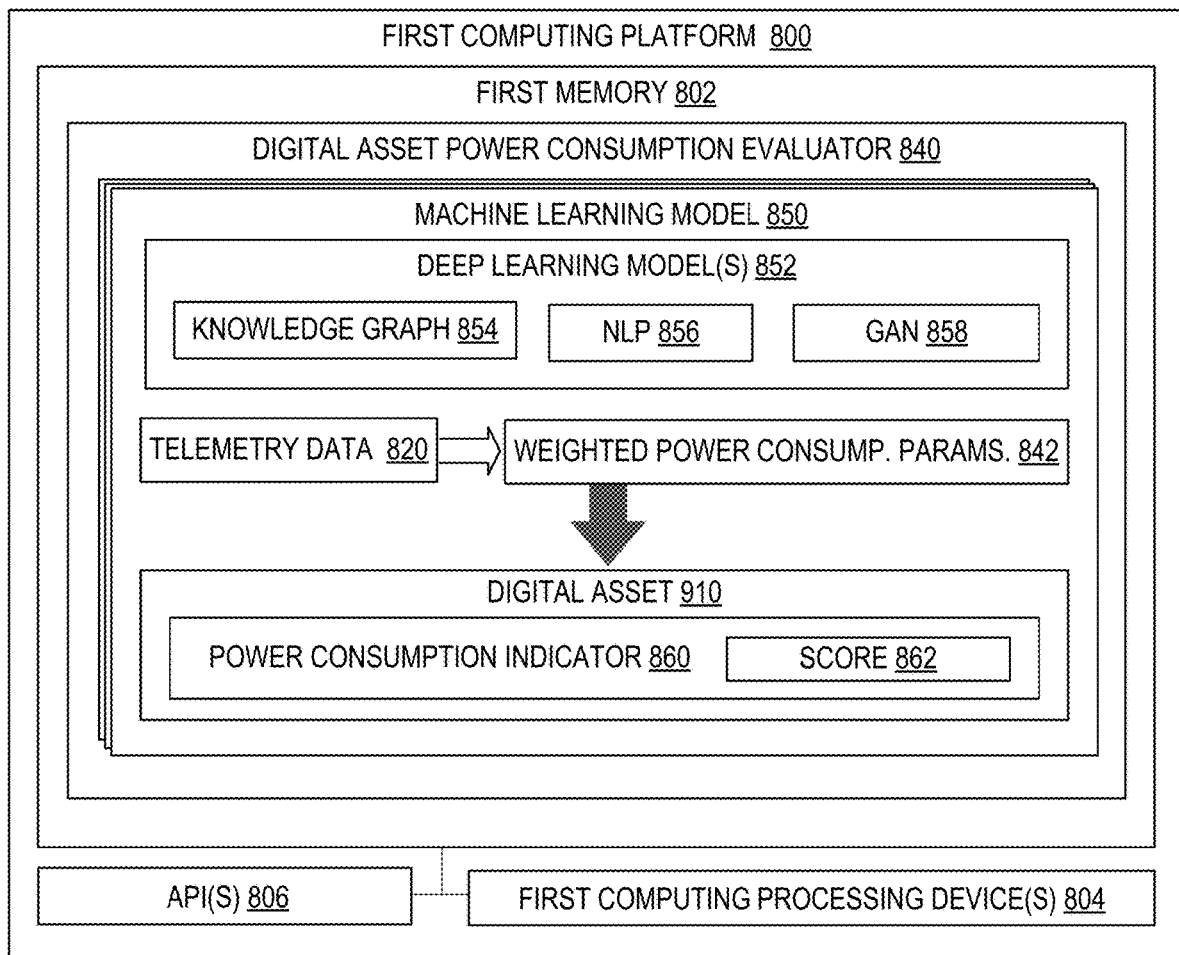 FIRST COMPUTING PLATFORM 800
FIRST MEMORY 802
DIGITAL ASSET POWER CONSUMPTION EVALUATOR 840
MACHINE LEARNING MODEL 850
DEEP LEARNING MODEL(S) 852
KNOWLEDGE GRAPH 854
NLP 856
GAN 858
TELEMETRY DATA 820
WEIGHTED POWER CONSUMP. PARAMS. 842
DIGITAL ASSET 910
POWER CONSUMPTION INDICATOR 860
SCORE 862
API(S) 806
FIRST COMPUTING PROCESSING DEVICE(S) 804